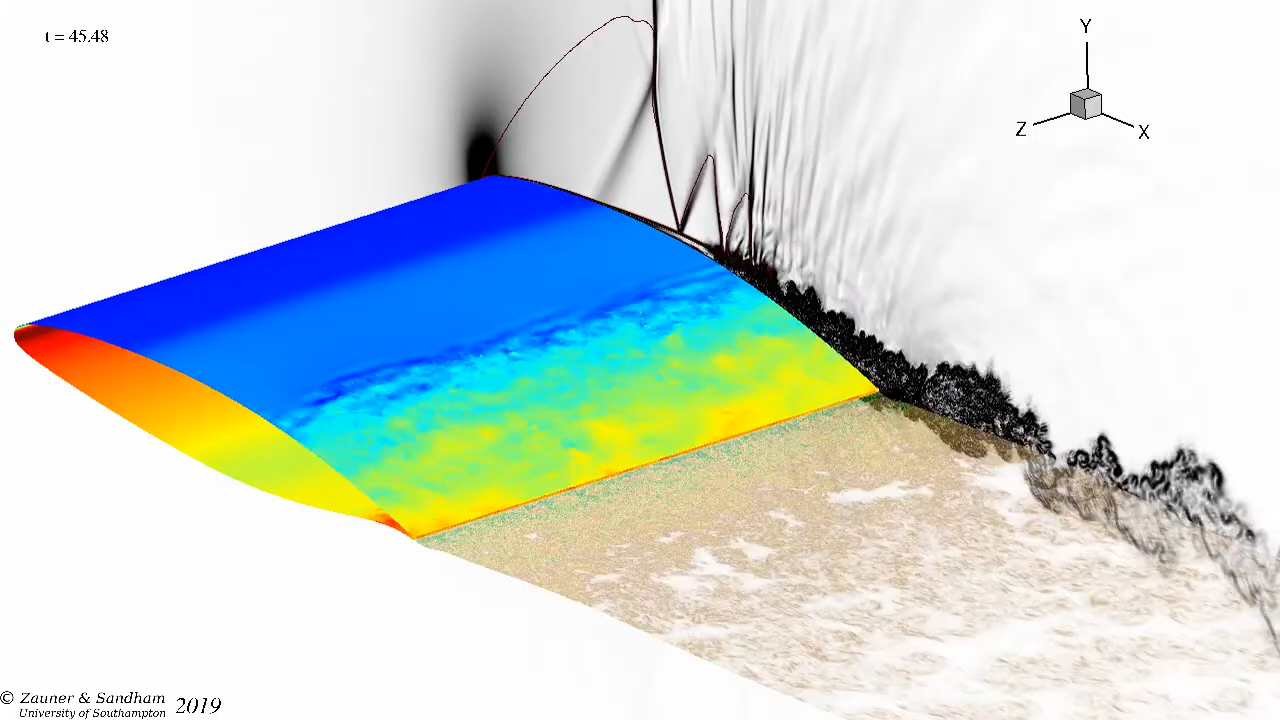 t = 45.48
Y
Z
X
© Zauner & Sandham
University of Southampton 2019